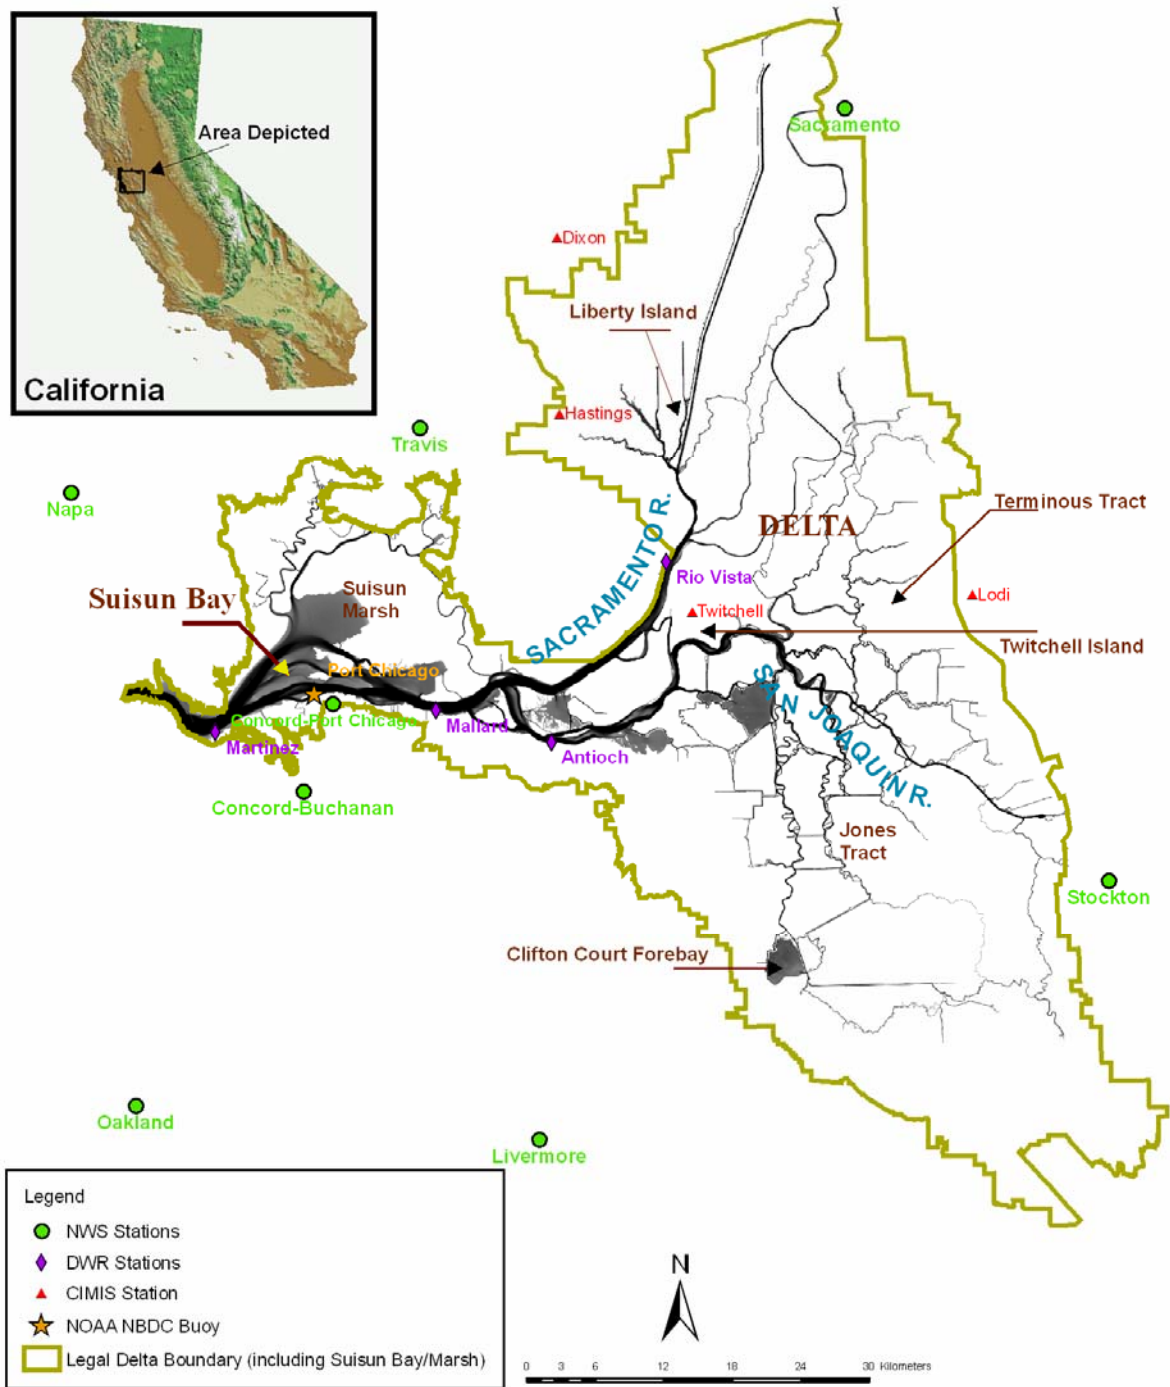 Area Depicted
California
Sacramento
Dixon
Liberty Island
Hastings
Travis
Napa
Terminous Tract
DELTA
SACRAMENTO R.
Rio Vista
Suisun
Marsh
Suisun Bay
Twitchell
Lodi
Twitchell Island
Port Chicago
SAN JOAQUIN R.
Concord-Port Chicago
Mallard
Martinez
Antioch
Concord-Buchanan
Jones
Tract
Stockton
Clifton Court Forebay
Oakland
Livermore
Legend
NWS Stations
DWR Stations
CIMIS Station
NOAA NBDC Buoy
Legal Delta Boundary (including Suisun Bay/Marsh)
N
0 3 6 12 18 24 30 Kilometers